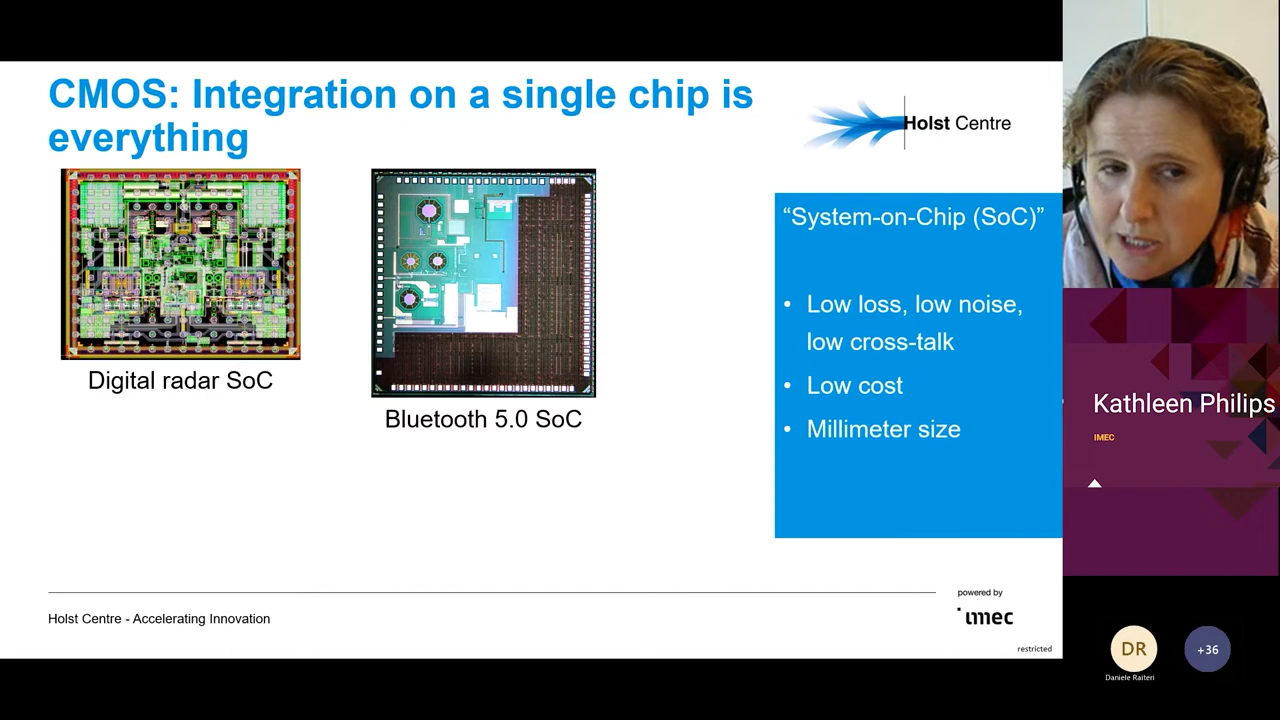 CMOS: Integration on a single chip is
everything
Holst Centre
Digital radar SoC
Bluetooth 5.0 SoC
“System-on-Chip (SoC)”
• Low loss, low noise,
low cross-talk
• Low cost
• Millimeter size
Holst Centre - Accelerating Innovation
powered by
imec
restricted
Kathleen Philips
IMEC
DR
Daniele Raiteri
+36